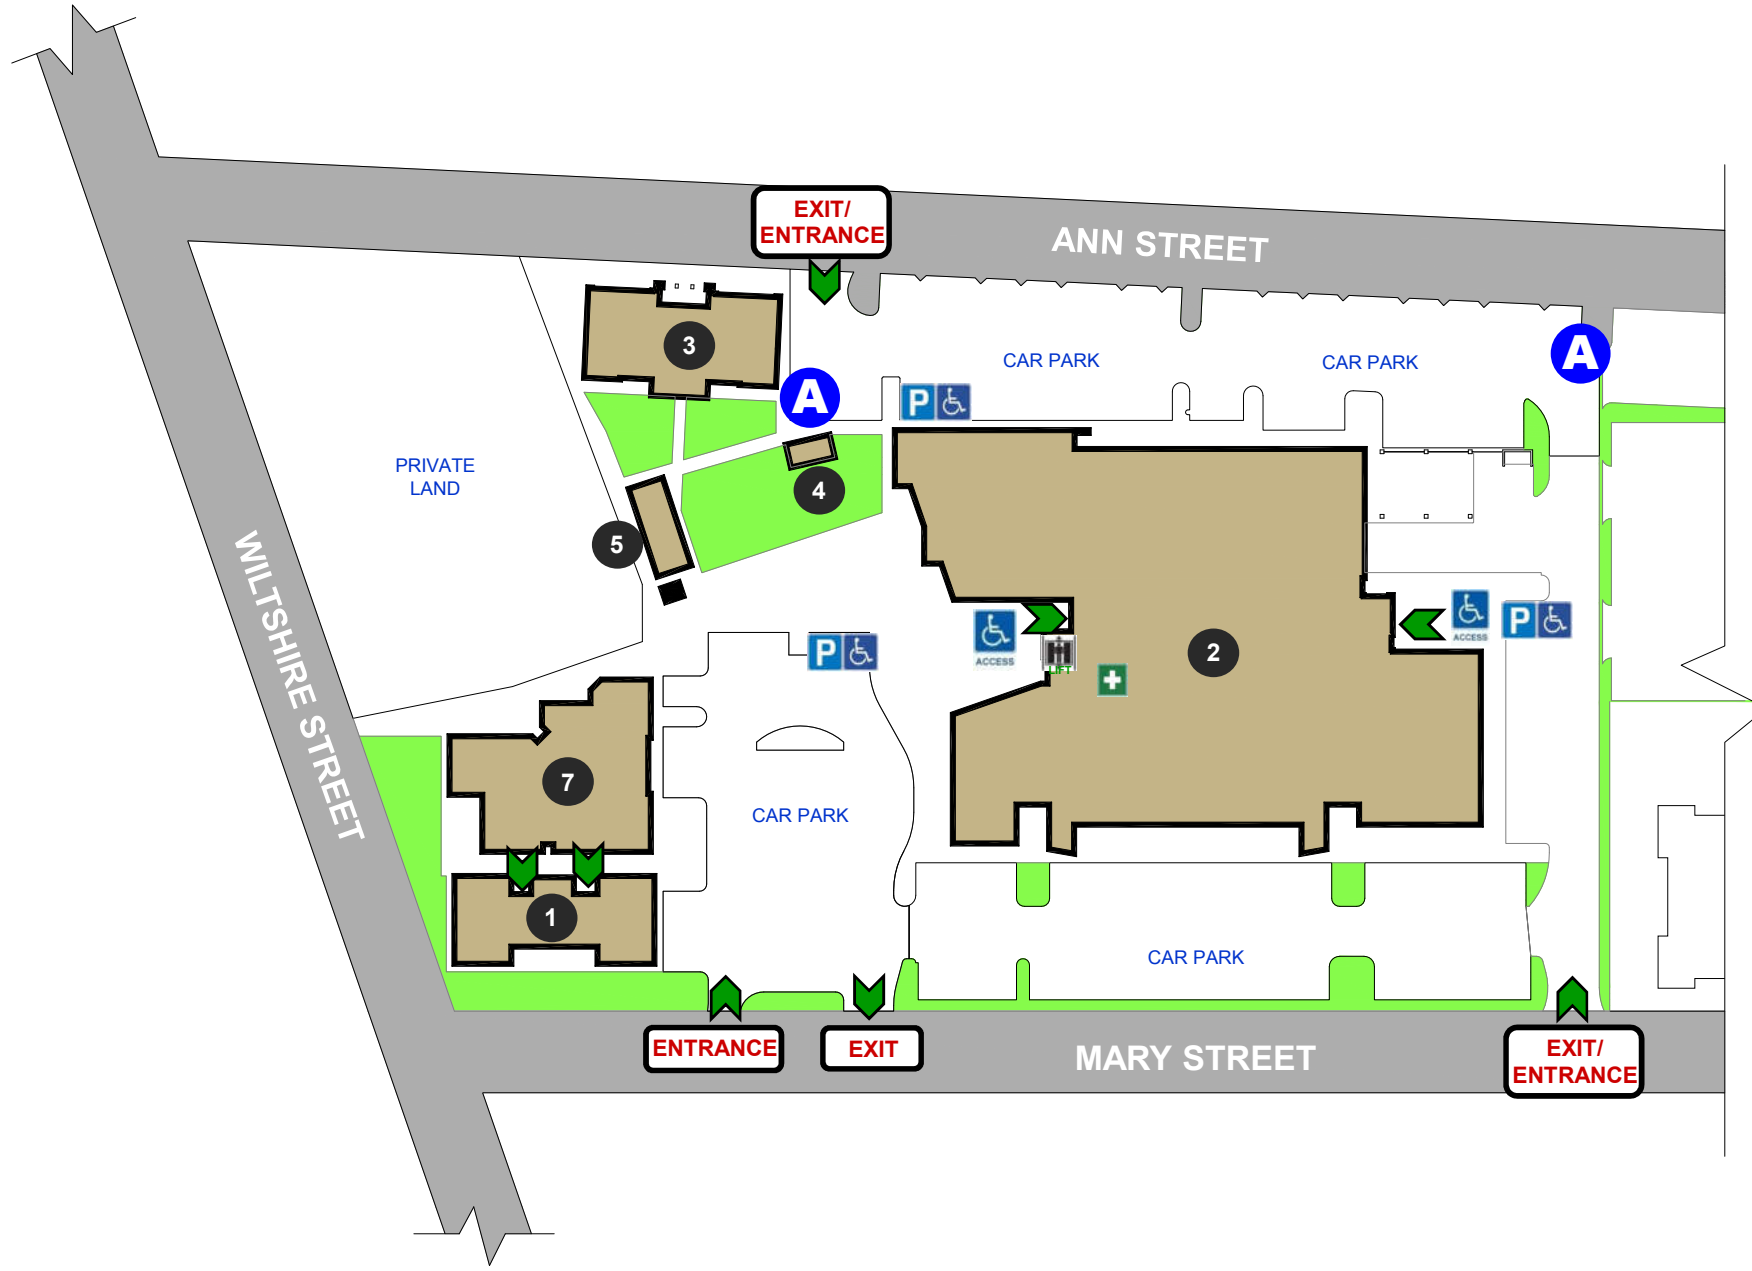 EXIT/
ENTRANCE
ANN STREET
3
CAR PARK
CAR PARK
A
A
P
PRIVATE
LAND
4
5
WILTSHIRE STREET
ACCESS
ACCESS
P
P
LIFT
2
7
CAR PARK
1
CAR PARK
ENTRANCE
EXIT
MARY STREET
EXIT/
ENTRANCE